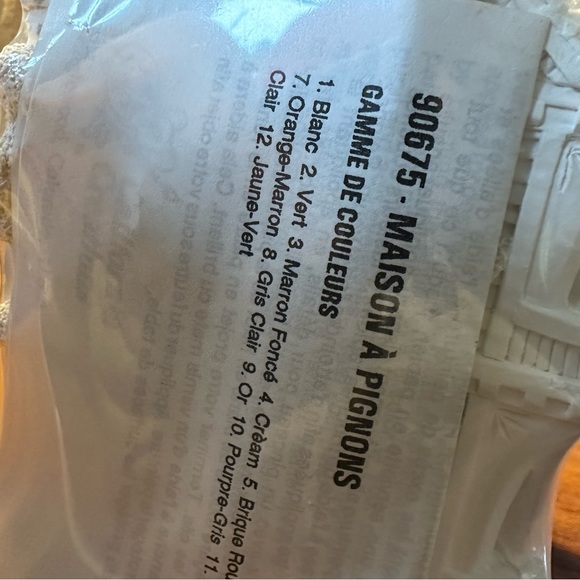 90675 - MAISON À PIGNONS
GAMME DE COULEURS
1. Blanc 2. Vert 3. Marron Foncé 4. Crèam 5. Brique
7. Orange-Marron 8. Gris Clair 9. Or 10. Pourpre-Gris 11.
Clair 12. Jaune-Vert